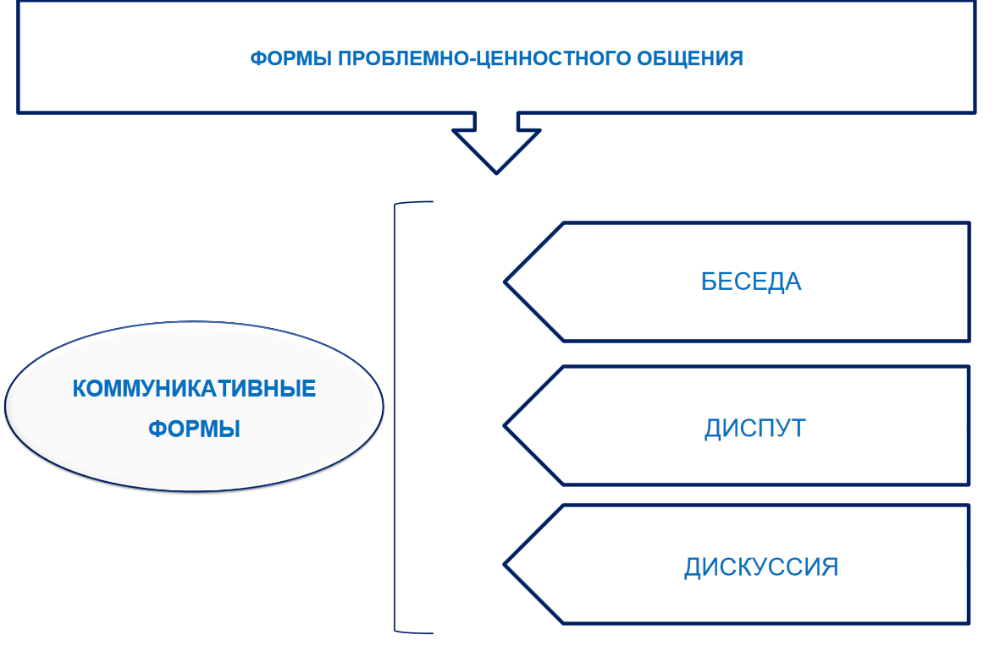 ФОРМЫ ПРОБЛЕМНО-ЦЕННОСТНОГО ОБЩЕНИЯ
БЕСЕДА
КОММУНИКАТИВНЫЕ
ФОРМЫ
ДИСПУТ
ДИСКУССИЯ